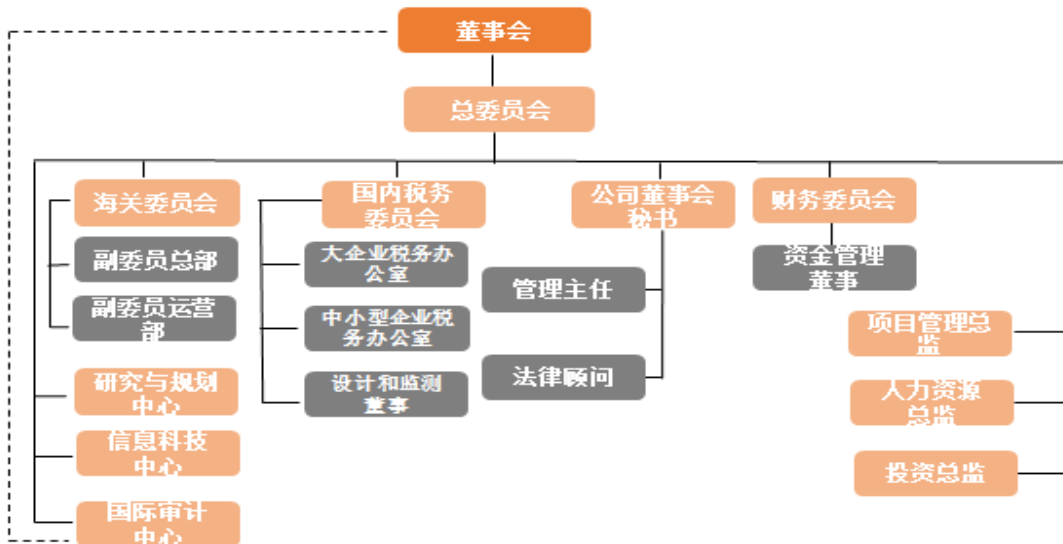 董事会
总委员会
海关委员会
国内税务
委员会
公司董事会
秘书
财务委员会
副委员总部
大企业税务办
公室
资金管理
董事
管理主任
副委员运营
部
中小型企业税
务办公室
项目管理总
监
研究与规划
中心
设计和监测
董事
法律顾问
人力资源
总监
信息科技
中心
投资总监
国际审计
中心